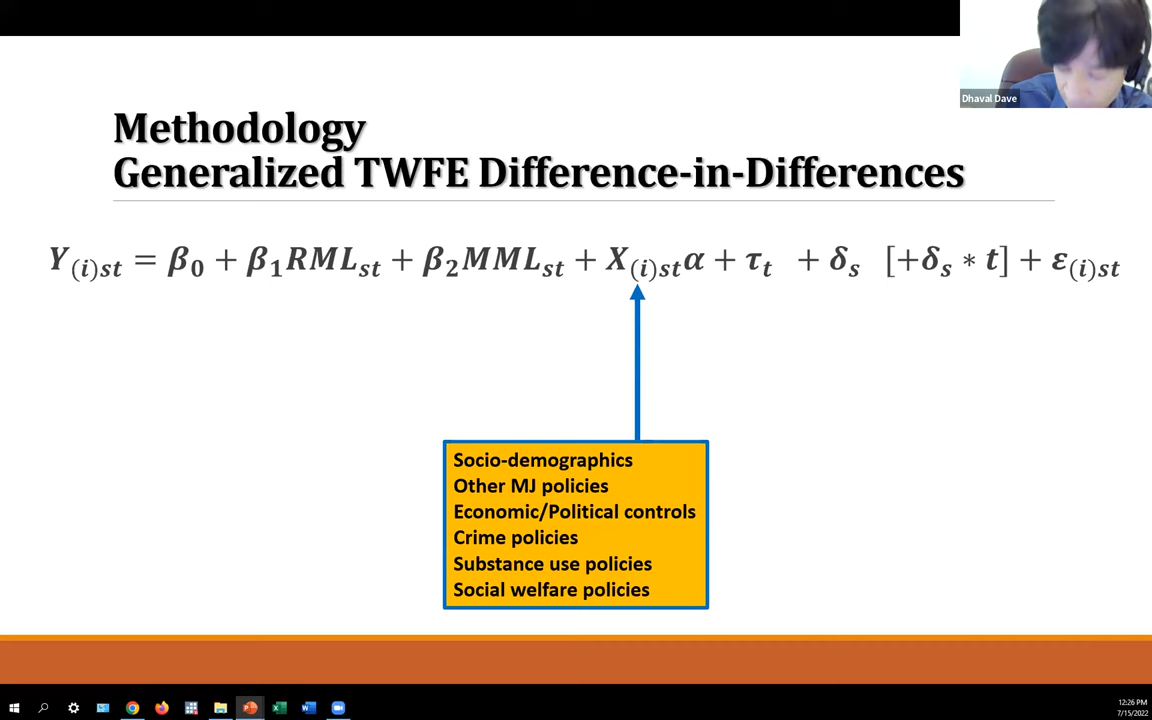 Dhaval Dave
Methodology
Generalized TWFE Difference-in-Differences
Y₍ᵢ₎ₛₜ = β₀ + β₁RMLₛₜ + β₂MMLₛₜ + X₍ᵢ₎ₛₜα + τₜ + δₛ [+δₛ ∗ t] + ε₍ᵢ₎ₛₜ
Socio-demographics
Other MJ policies
Economic/Political controls
Crime policies
Substance use policies
Social welfare policies
12:26 PM
7/15/2022